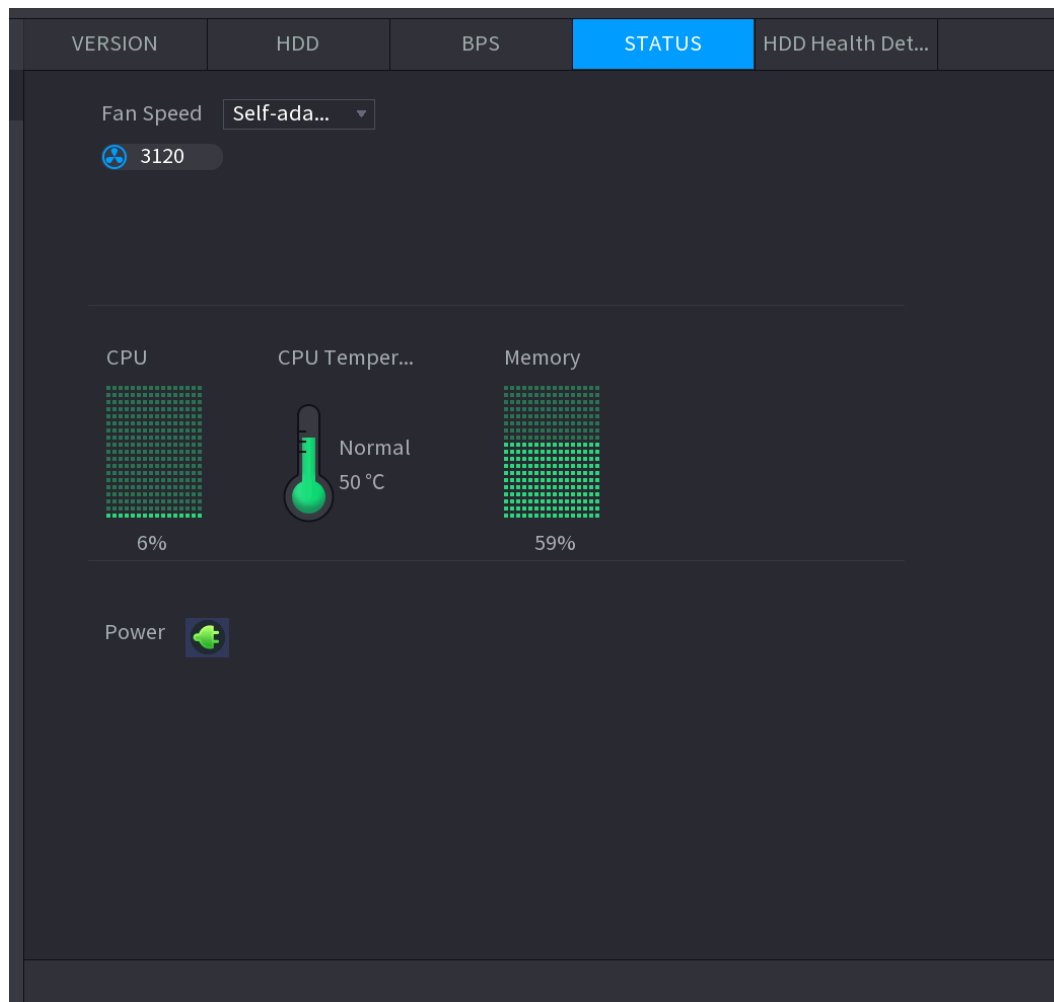 VERSION HDD BPS STATUS HDD Health Det...
Fan Speed Self-ada...
3120
CPU CPU Temper... Memory
Normal
50 °C
6% 59%
Power